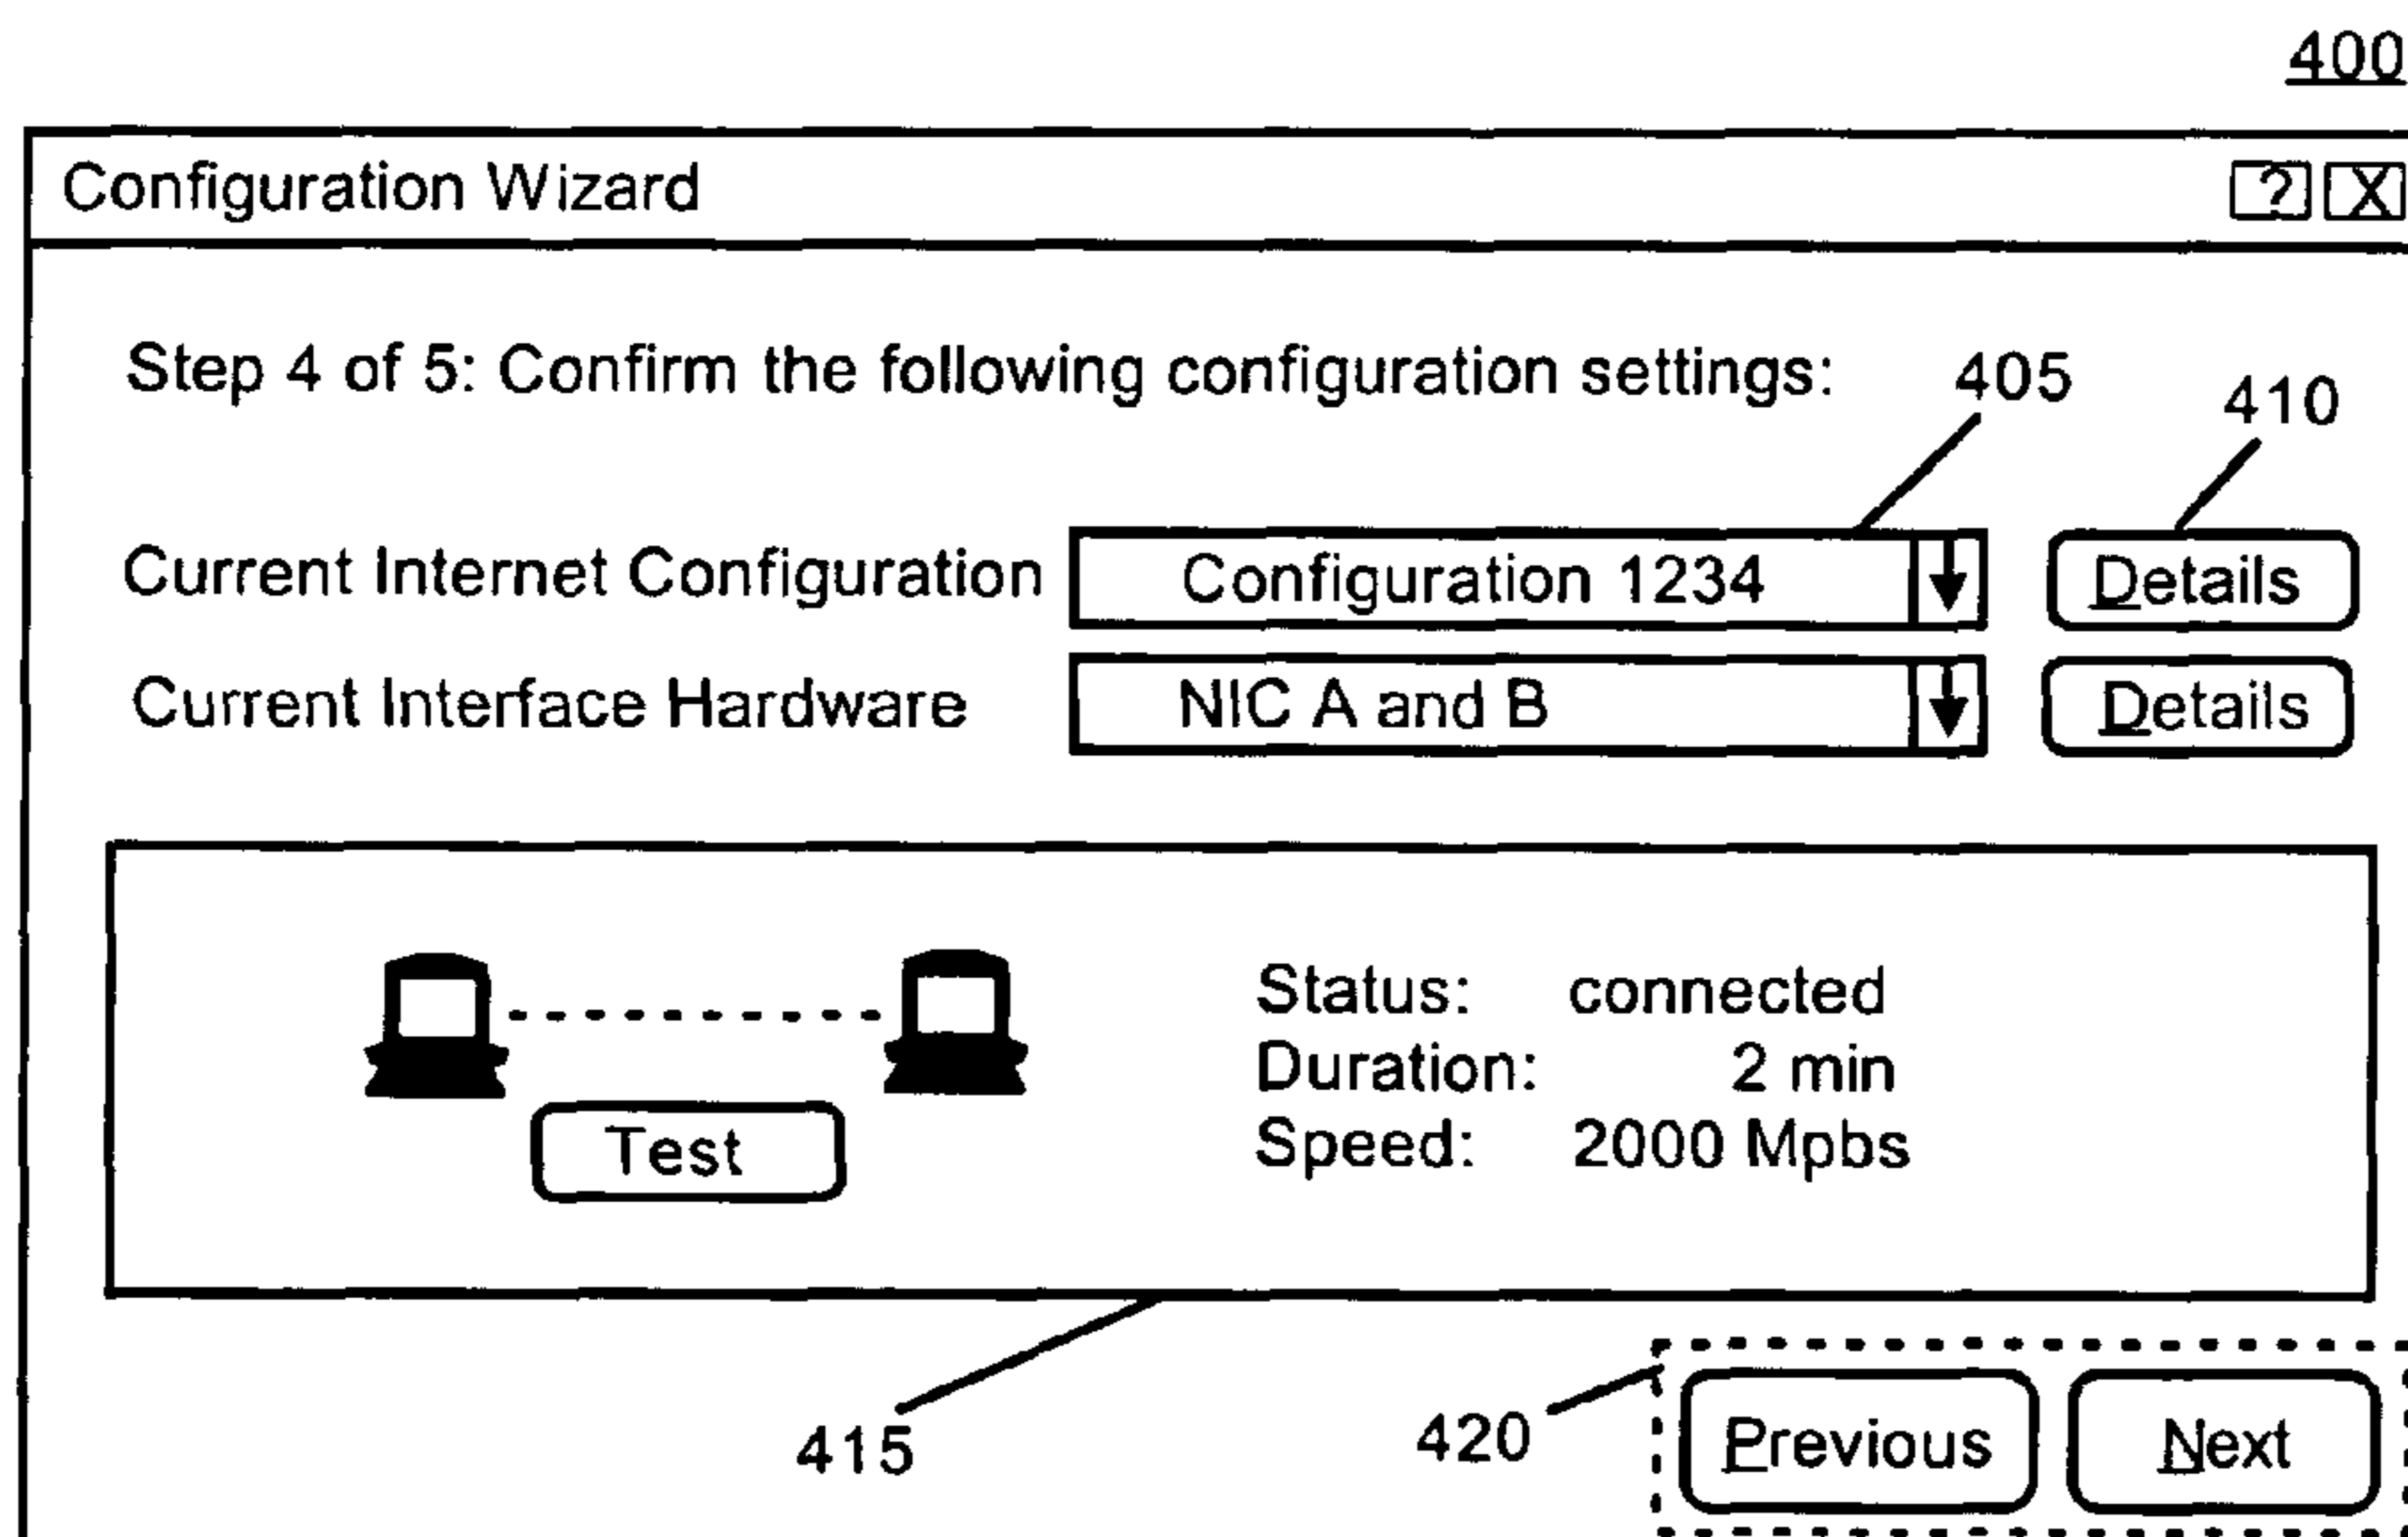 400
Configuration Wizard ? X
Step 4 of 5: Confirm the following configuration settings: 405
410
Current Internet Configuration Configuration 1234 Details
Current Interface Hardware NIC A and B Details
Status: connected
Duration: 2 min
Test Speed: 2000 Mpbs
415 420 Previous Next